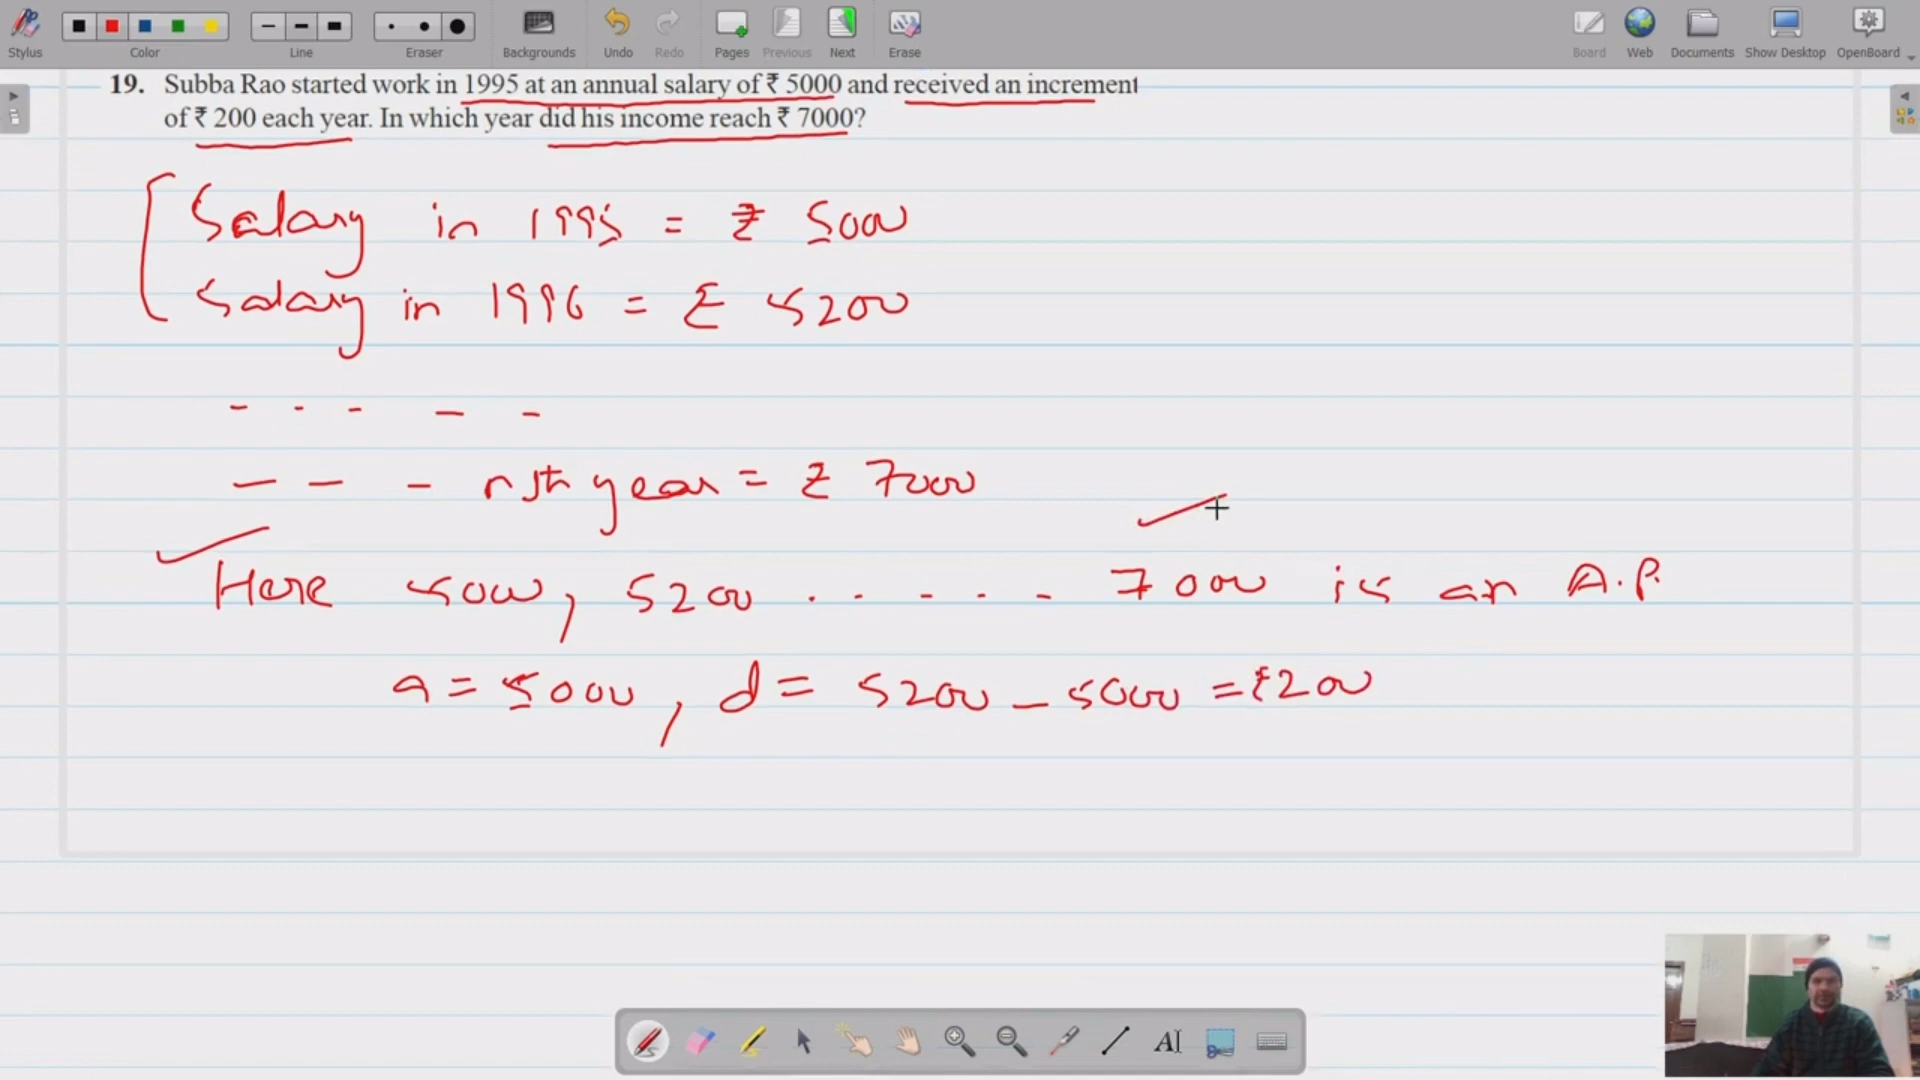 Stylus Color Line Eraser Backgrounds Undo Redo Pages Previous Next Erase Board Web Documents Show Desktop OpenBoard
19. Subba Rao started work in 1995 at an annual salary of ₹ 5000 and received an increment
of ₹ 200 each year. In which year did his income reach ₹ 7000?
Salary in 1995 = ₹ 5000
Salary in 1996 = ₹ 5200
- - - - -
- - - nth year = ₹ 7000
Here 5000, 5200 . . . . . 7000 is an A.P.
a = 5000, d = 5200 - 5000 = ₹200
AI